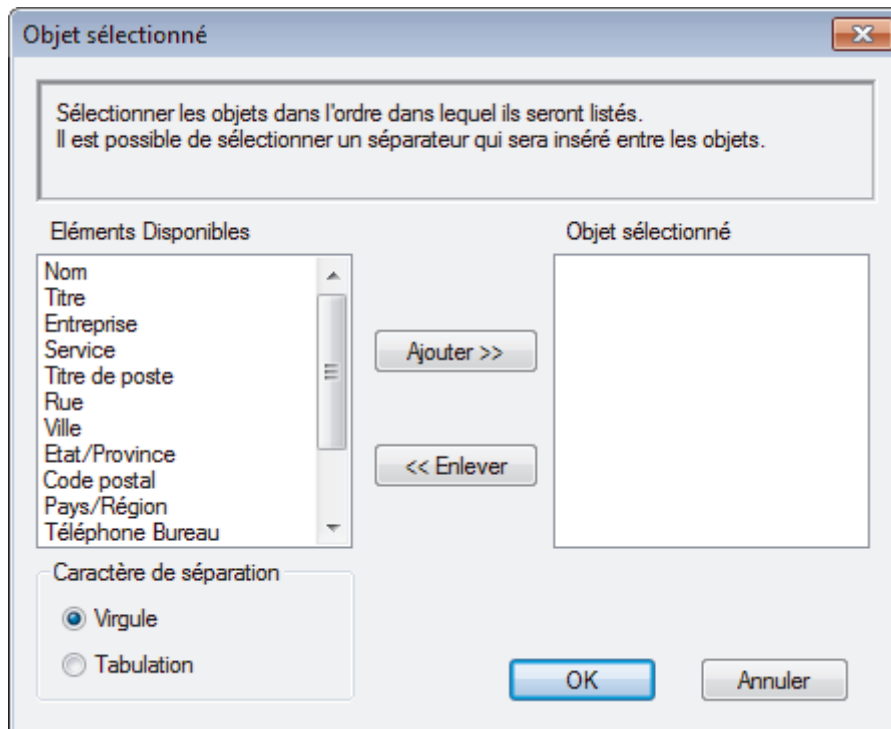 Objet sélectionné
Sélectionner les objets dans l'ordre dans lequel ils seront listés.
Il est possible de sélectionner un séparateur qui sera inséré entre les objets.
Eléments Disponibles
Nom
Titre
Entreprise
Service
Titre de poste
Rue
Ville
Etat/Province
Code postal
Pays/Région
Téléphone Bureau
Ajouter >>
<< Enlever
Objet sélectionné
Caractère de séparation
Virgule
Tabulation
OK
Annuler